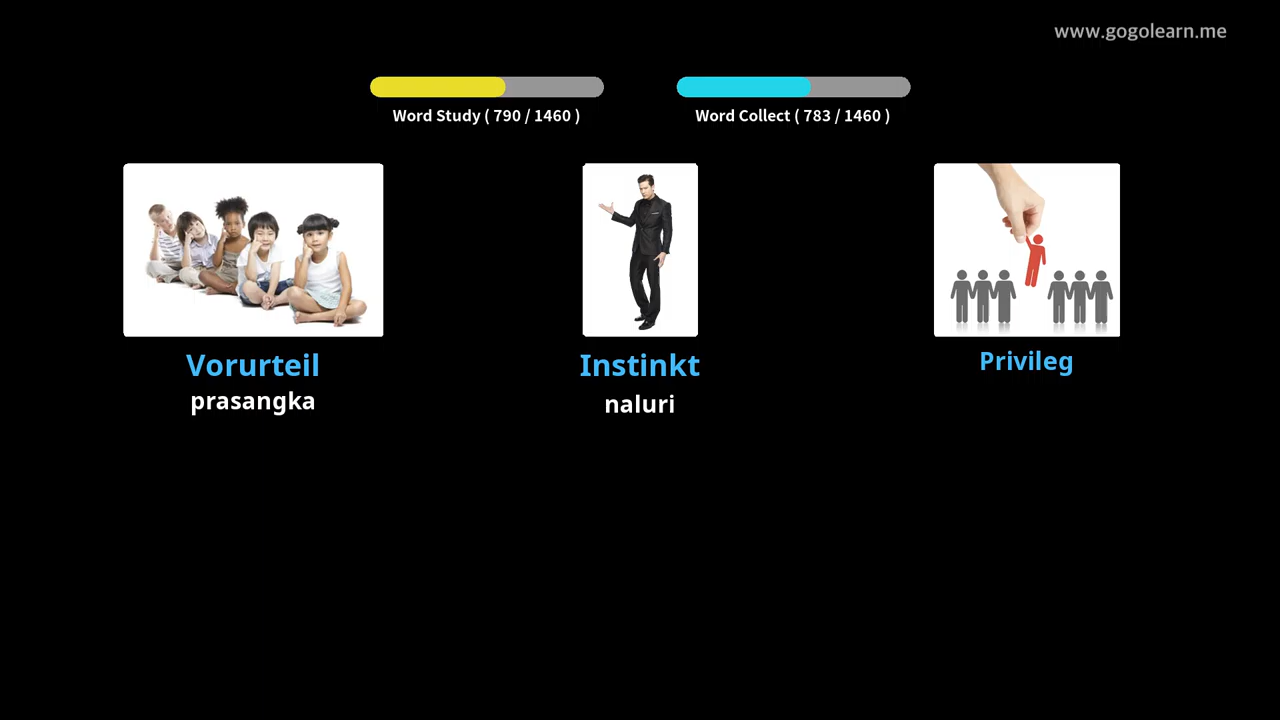 www.gogolearn.me
Word Study ( 790 / 1460 )
Word Collect ( 783 / 1460 )
Vorurteil
prasangka
Instinkt
naluri
Privileg